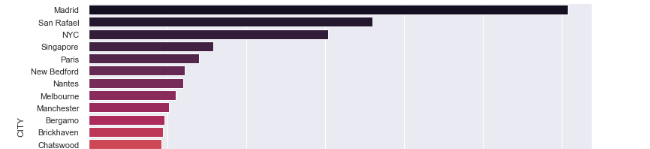 Madrid
San Rafael
NYC
Singapore
Paris
New Bedford
Nantes
Melbourne
Manchester
Bergamo
Brickhaven
Chatswood
CITY